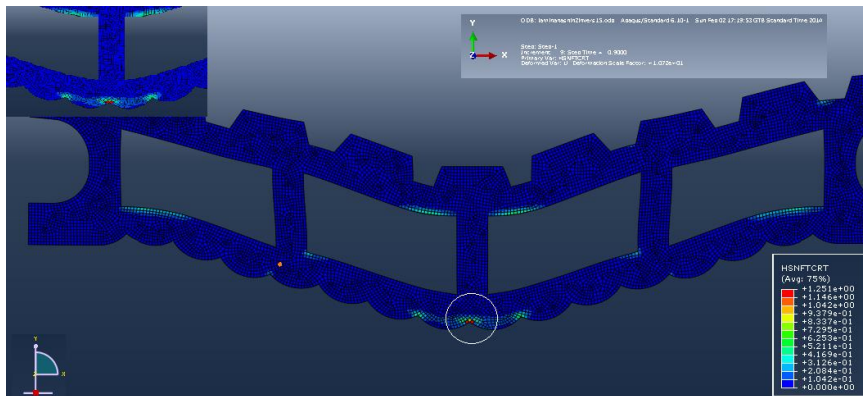 Y
X
Z
ODB: laminanesnin2invers15.odb Abaqus/Standard 6.10-1 Sun Feb 02 17:19:53 GTB Standard Time 2014
Step: Step-1
Increment 9: Step Time = 0.9000
Primary Var: HSNFTCRT
Deformed Var: U Deformation Scale Factor: +1.072e-01
HSNFTCRT
(Avg: 75%)
+1.251e+00
+1.146e+00
+1.042e+00
+9.379e-01
+8.337e-01
+7.295e-01
+6.253e-01
+5.211e-01
+4.169e-01
+3.126e-01
+2.084e-01
+1.042e-01
+0.000e+00
Y
Z
X